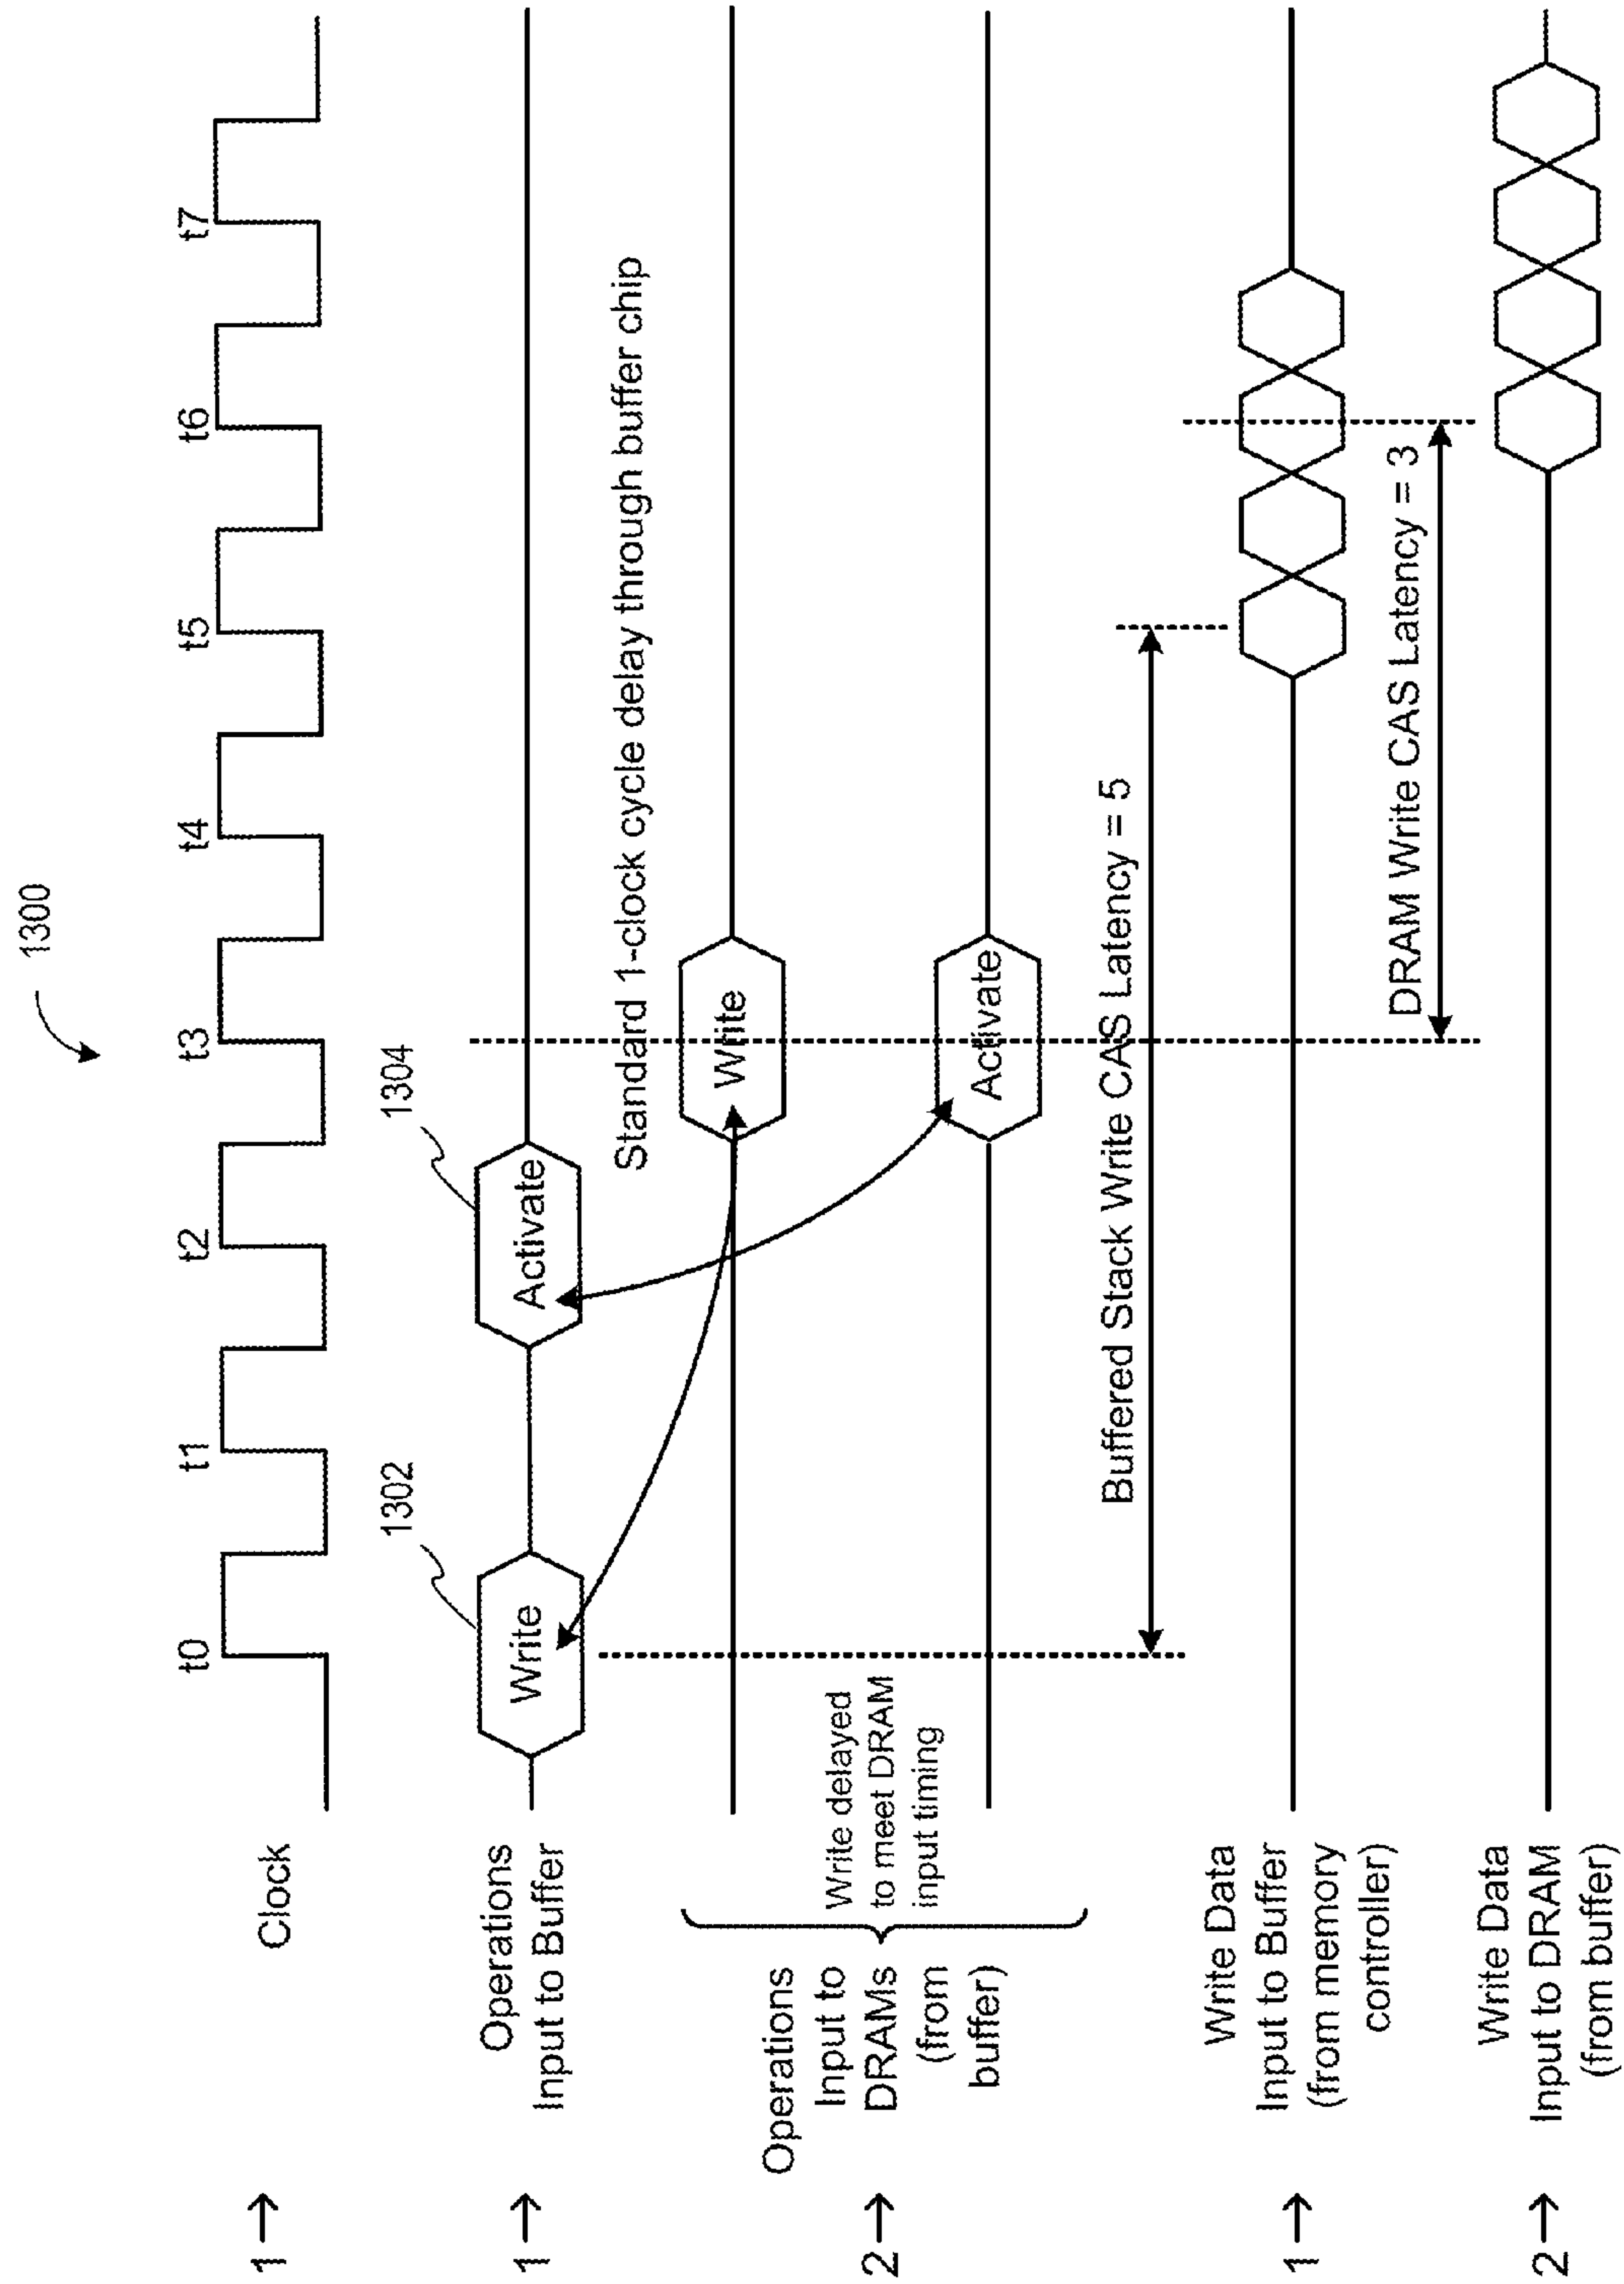 1300
t0 t1 t2 t3 t4 t5 t6 t7
1→ Clock
1302
1304
1→ Operations
Input to Buffer
Write
Activate
Standard 1-clock cycle delay through buffer chip
2→ Operations
Input to
DRAMs
(from
buffer)
Write delayed
to meet DRAM
input timing
Write
Activate
Buffered Stack Write CAS Latency = 5
1→ Write Data
Input to Buffer
(from memory
controller)
DRAM Write CAS Latency = 3
2→ Write Data
Input to DRAM
(from buffer)